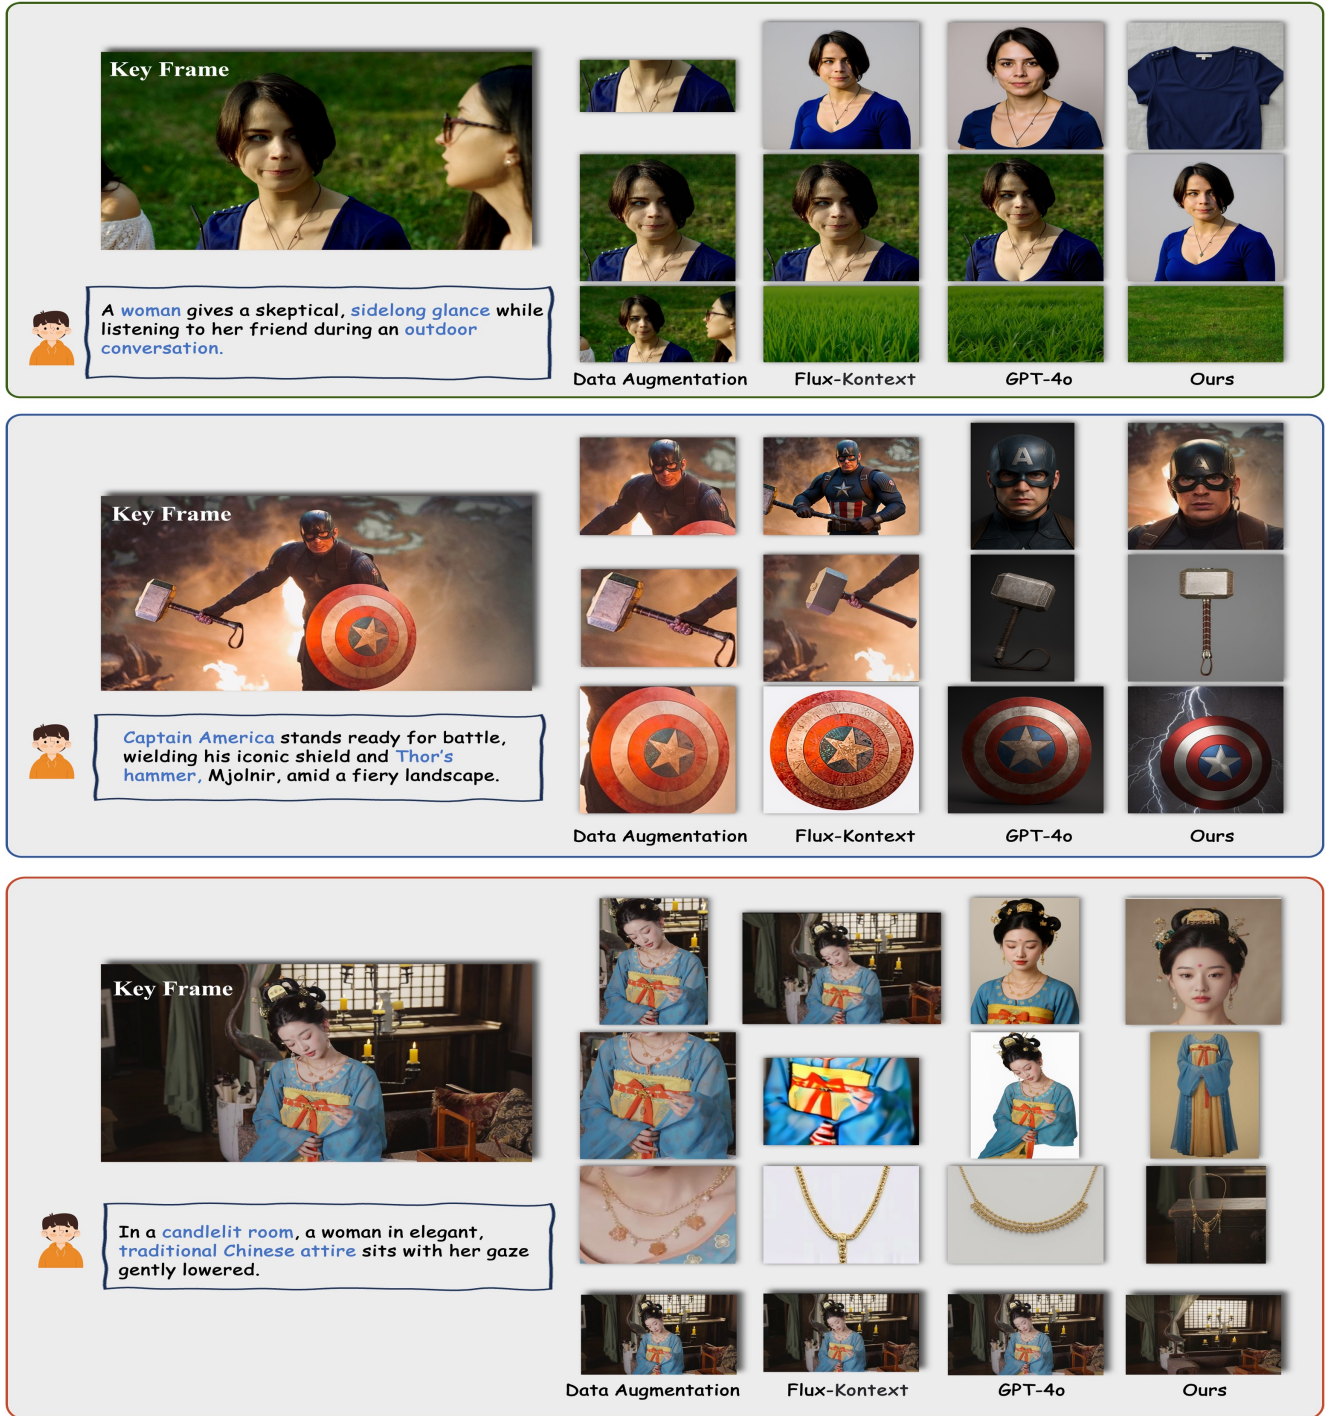 Key Frame
A woman gives a skeptical, sidelong glance while
listening to her friend during an outdoor
conversation.
Data Augmentation
Flux-Kontext
GPT-4o
Ours
Key Frame
Captain America stands ready for battle,
wielding his iconic shield and Thor's
hammer, Mjolnir, amid a fiery landscape.
Data Augmentation
Flux-Kontext
GPT-4o
Ours
Key Frame
In a candlelit room, a woman in elegant,
traditional Chinese attire sits with her gaze
gently lowered.
Data Augmentation
Flux-Kontext
GPT-4o
Ours